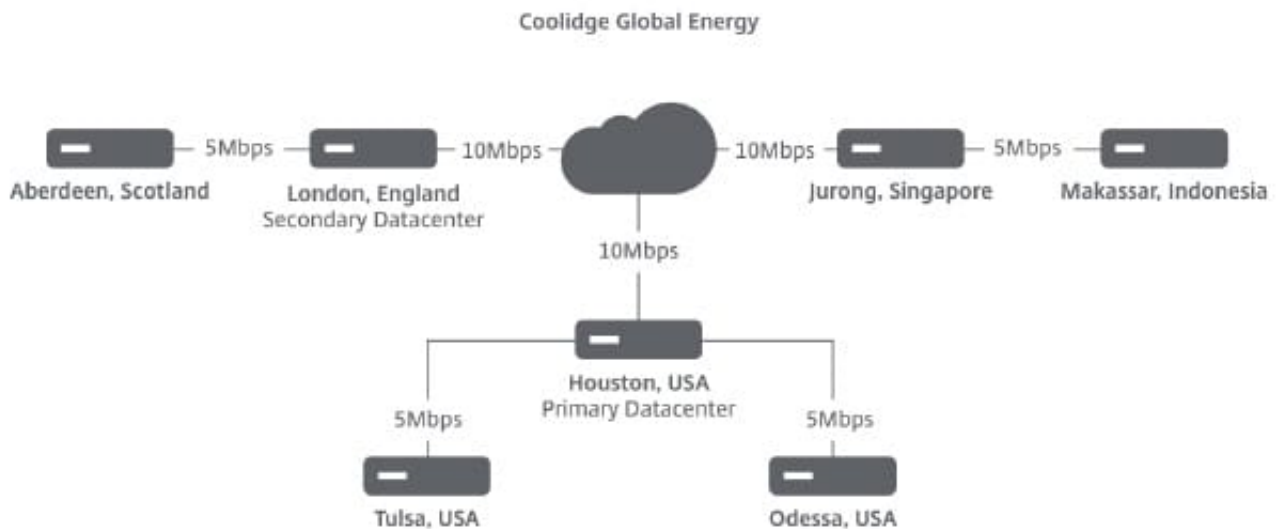 Coolidge Global Energy
5Mbps
10Mbps
10Mbps
5Mbps
Aberdeen, Scotland
London, England
Secondary Datacenter
Jurong, Singapore
Makassar, Indonesia
10Mbps
Houston, USA
Primary Datacenter
5Mbps
5Mbps
Tulsa, USA
Odessa, USA